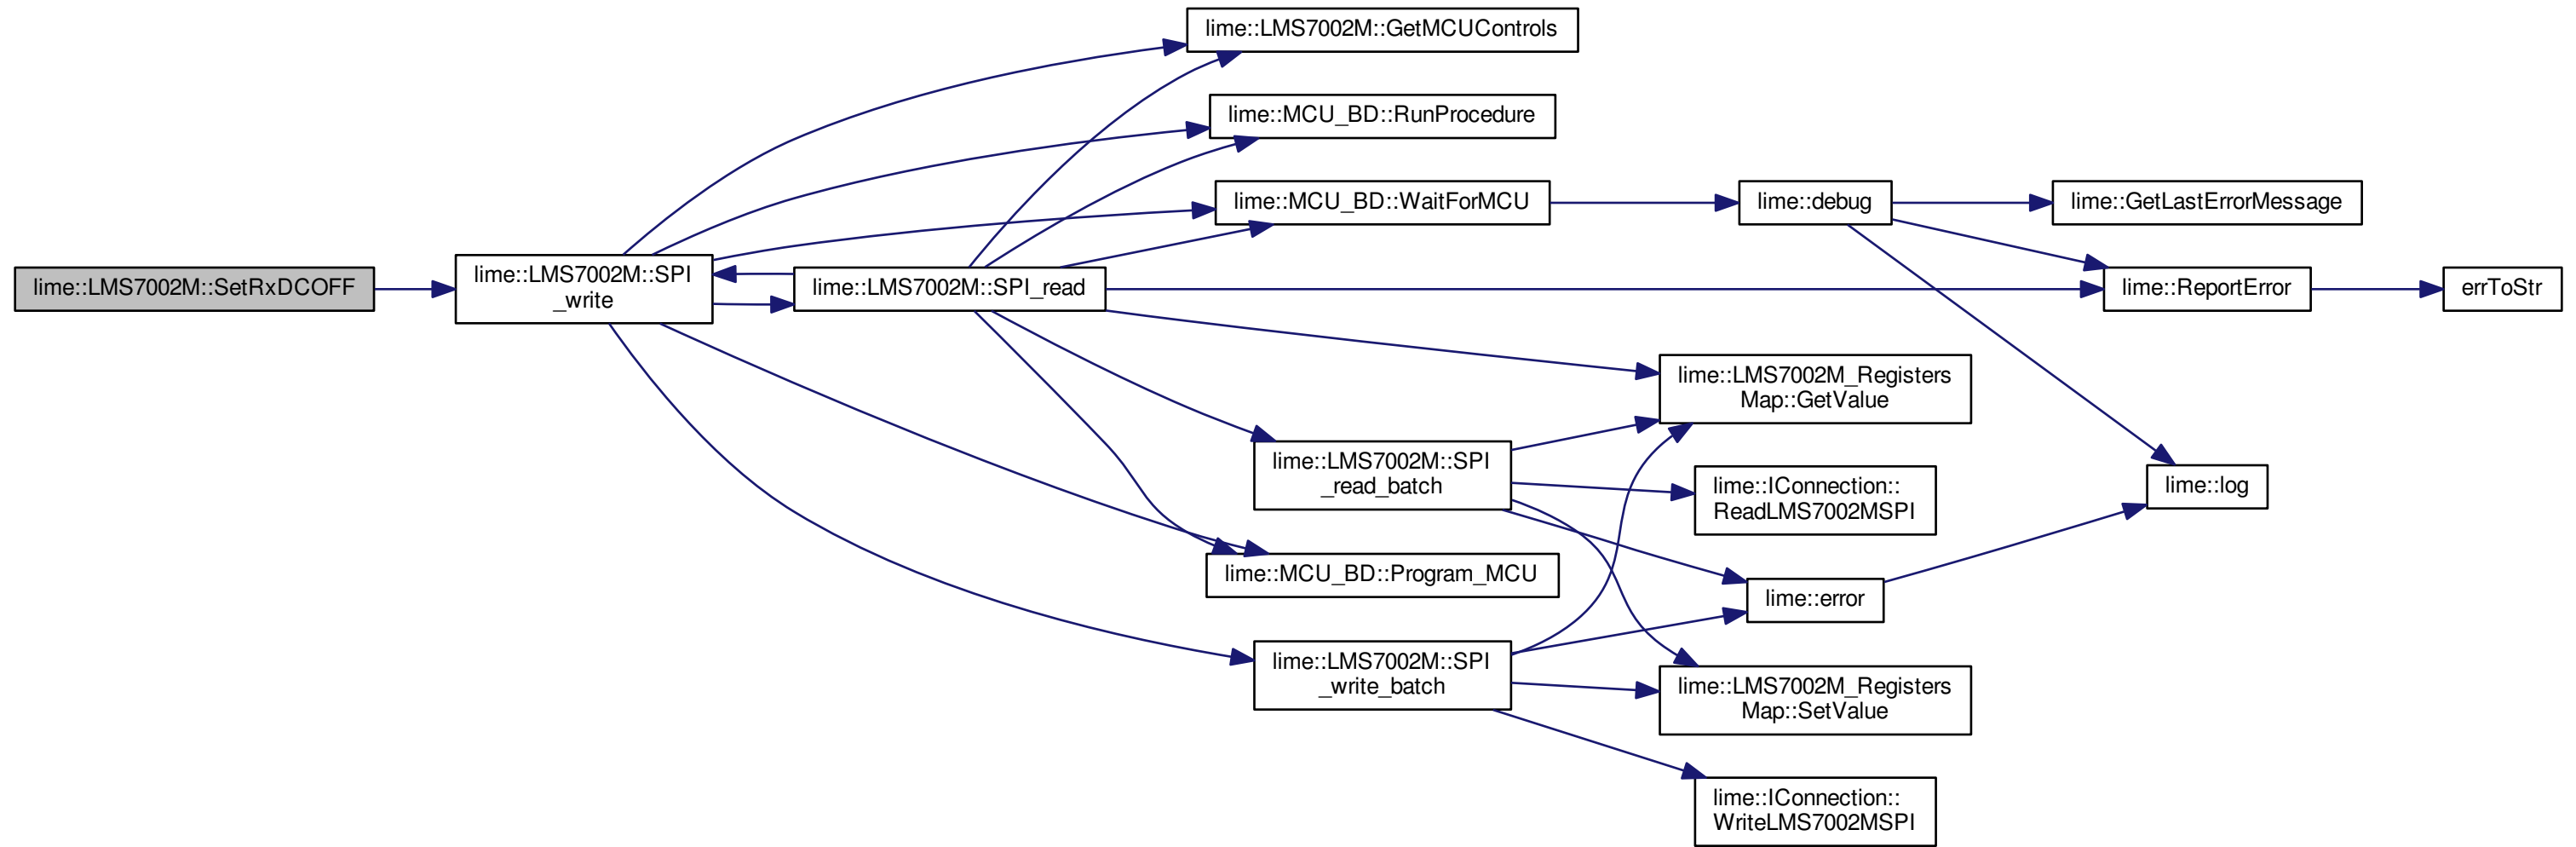 lime::LMS7002M::SetRxDCOFF
lime::LMS7002M::SPI
_write
lime::LMS7002M::SPI_read
lime::LMS7002M::GetMCUControls
lime::MCU_BD::RunProcedure
lime::MCU_BD::WaitForMCU
lime::LMS7002M::SPI
_read_batch
lime::MCU_BD::Program_MCU
lime::LMS7002M::SPI
_write_batch
lime::debug
lime::LMS7002M_Registers
Map::GetValue
lime::IConnection::
ReadLMS7002MSPI
lime::error
lime::LMS7002M_Registers
Map::SetValue
lime::IConnection::
WriteLMS7002MSPI
lime::GetLastErrorMessage
lime::ReportError
lime::log
errToStr